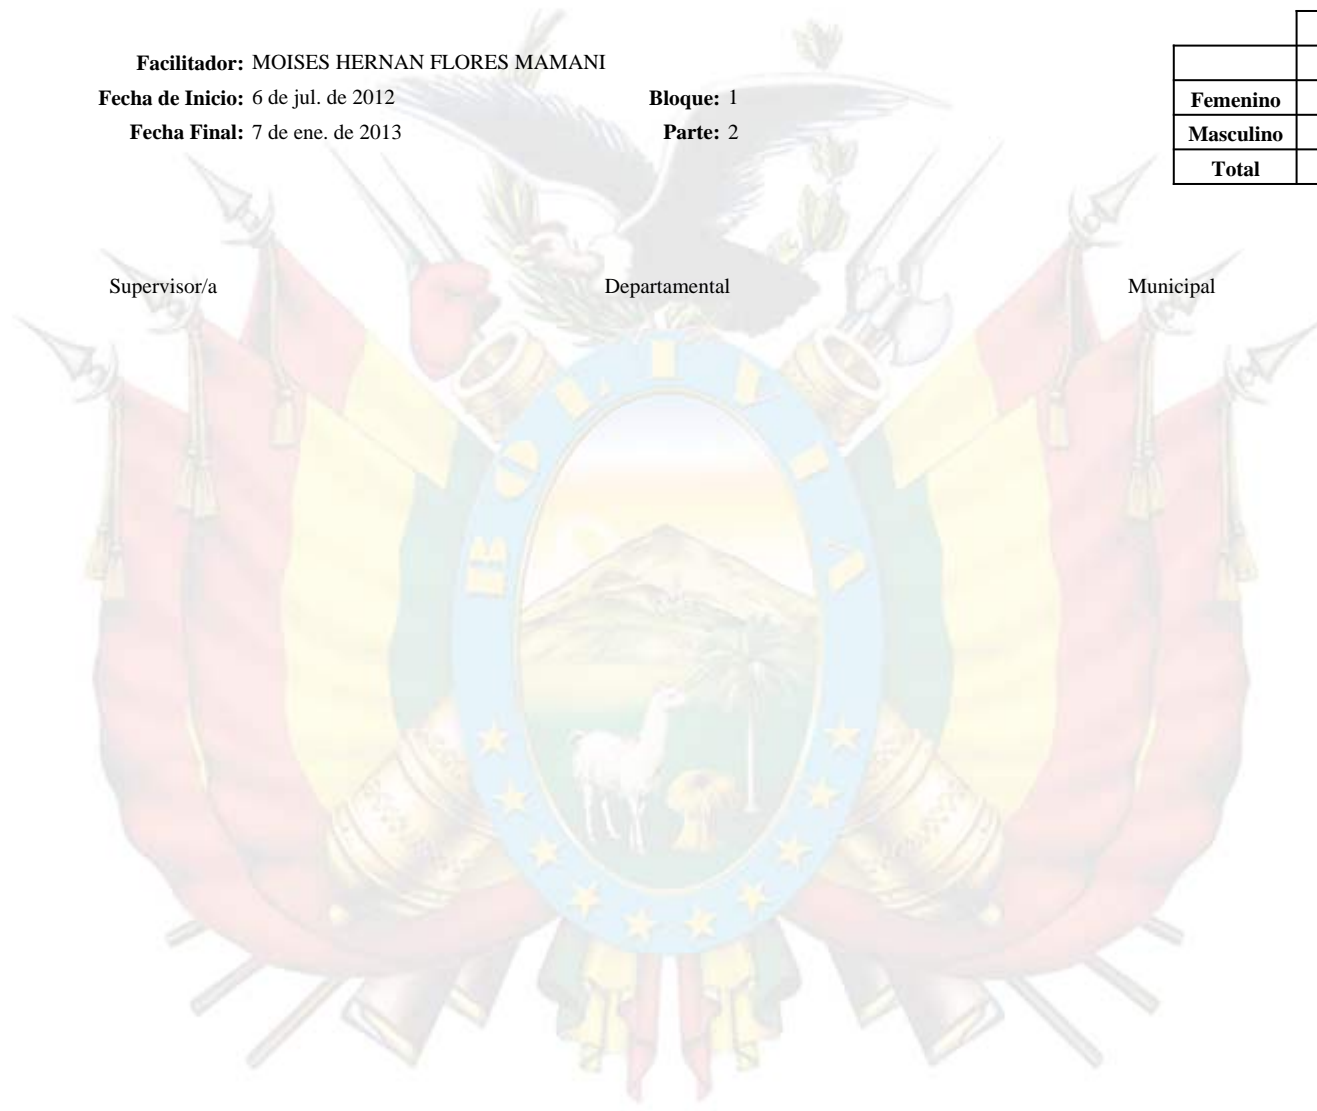 Facilitador: MOISES HERNAN FLORES MAMANI
Fecha de Inicio: 6 de jul. de 2012 Bloque: 1
Fecha Final: 7 de ene. de 2013 Parte: 2
Femenino
Masculino
Total
Supervisor/a Departamental Municipal
BOLIVIA